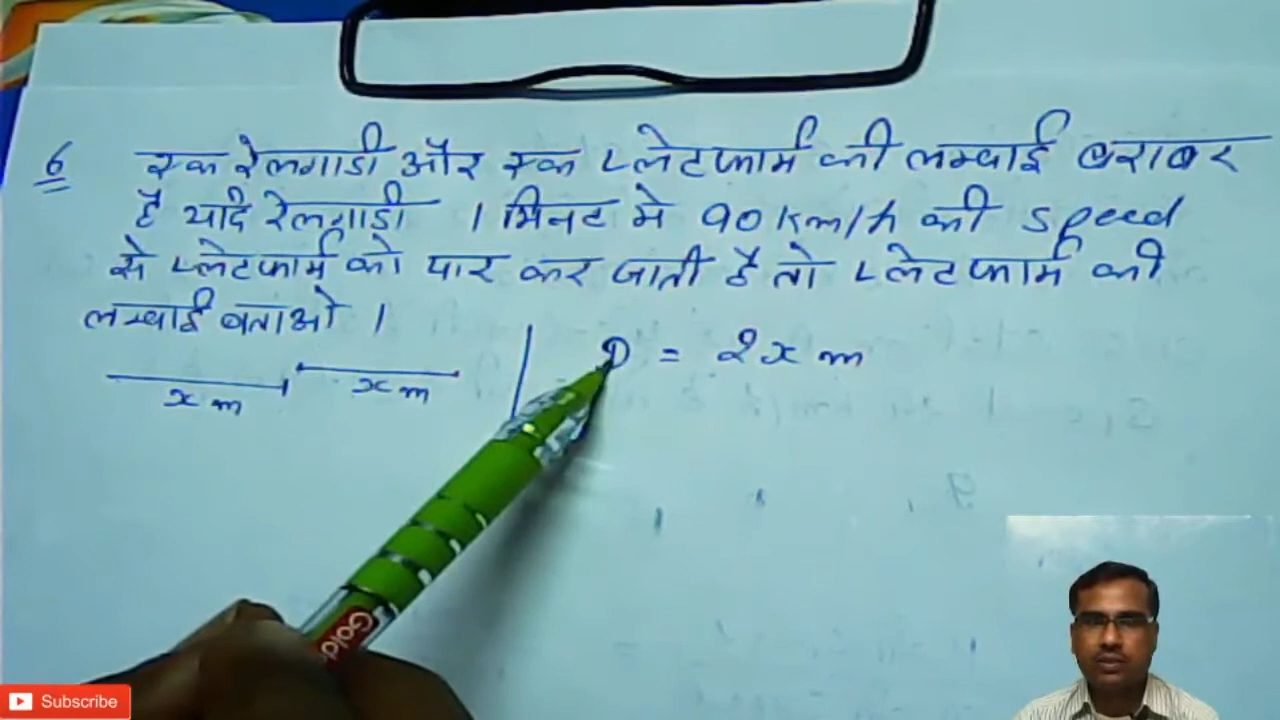 6 एक रेलगाडी और एक प्लेटफार्म की लम्बाई बराबर
है यदि रेलगाडी 1 मिनट मे 90 km/h की speed
से प्लेटफार्म को पार कर जाती है तो प्लेटफार्म की
लम्बाई बताओ ।
x m x m D = 2x m
Gold
Subscribe